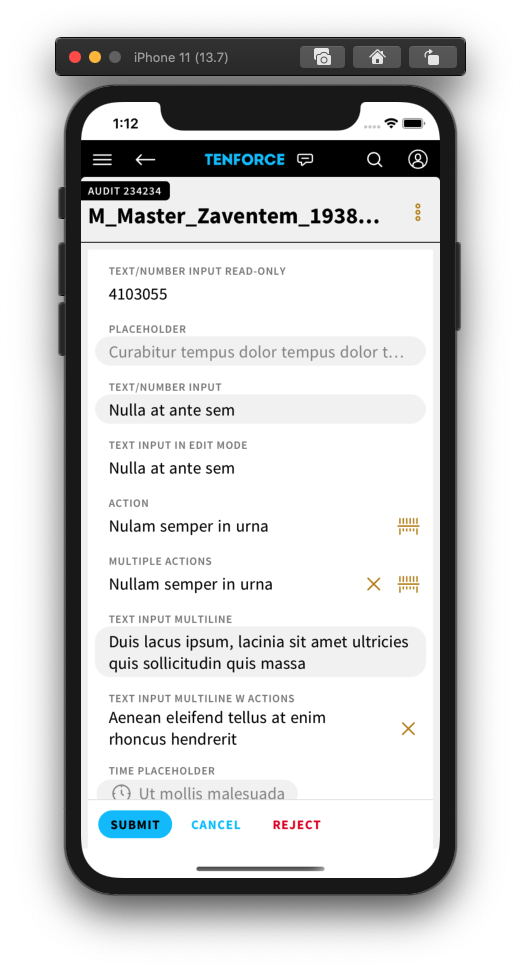 iPhone 11 (13.7)
1:12
TENFORCE
AUDIT 234234
M_Master_Zaventem_1938...
TEXT/NUMBER INPUT READ-ONLY
4103055
PLACEHOLDER
Curabitur tempus dolor tempus dolor t...
TEXT/NUMBER INPUT
Nulla at ante sem
TEXT INPUT IN EDIT MODE
Nulla at ante sem
ACTION
Nulam semper in urna
MULTIPLE ACTIONS
Nullam semper in urna
TEXT INPUT MULTILINE
Duis lacus ipsum, lacinia sit amet ultricies
quis sollicitudin quis massa
TEXT INPUT MULTILINE W ACTIONS
Aenean eleifend tellus at enim
rhoncus hendrerit
TIME PLACEHOLDER
Ut mollis malesuada
SUBMIT CANCEL REJECT